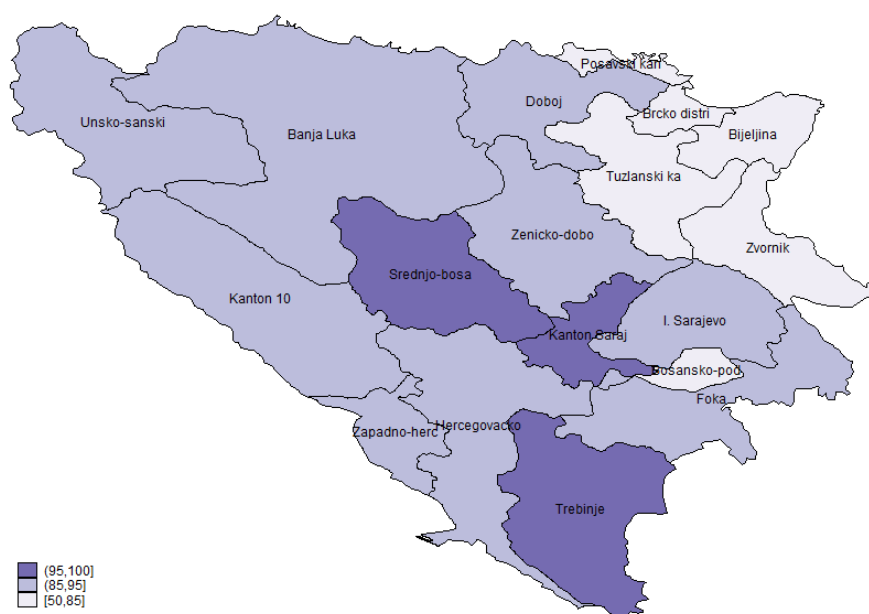 Posavski kan
Doboj
Brcko distri
Unsko-sanski
Banja Luka
Bijeljina
Tuzlanski ka
Zenicko-dobo
Zvornik
Srednjo-bosa
Kanton 10
I. Sarajevo
Kanton Saraj
Bosansko-pod
Foka
Hercegovacko
Zapadno-herc
Trebinje
(95,100]
(85,95]
[50,85]